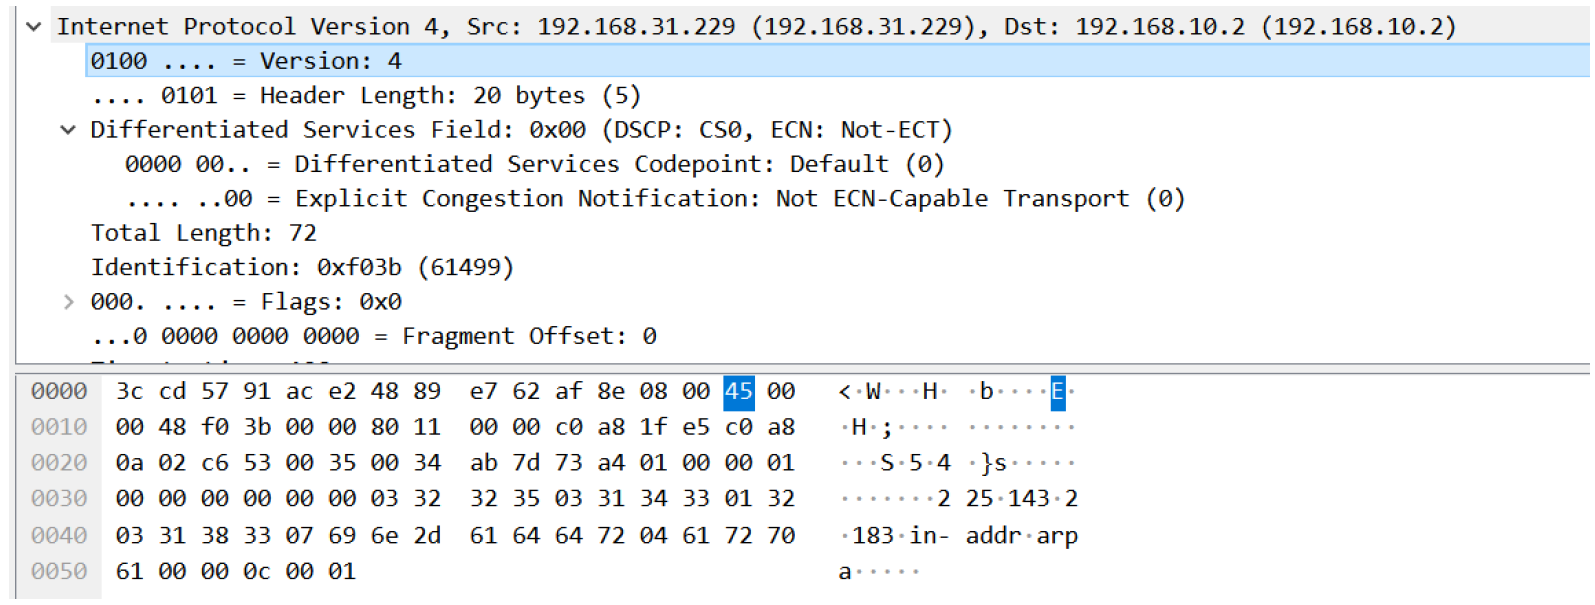 Internet Protocol Version 4, Src: 192.168.31.229 (192.168.31.229), Dst: 192.168.10.2 (192.168.10.2)
0100 .... = Version: 4
.... 0101 = Header Length: 20 bytes (5)
Differentiated Services Field: 0x00 (DSCP: CS0, ECN: Not-ECT)
0000 00.. = Differentiated Services Codepoint: Default (0)
.... ..00 = Explicit Congestion Notification: Not ECN-Capable Transport (0)
Total Length: 72
Identification: 0xf03b (61499)
000. .... = Flags: 0x0
...0 0000 0000 0000 = Fragment Offset: 0
0000 3c cd 57 91 ac e2 48 89 e7 62 af 8e 08 00 45 00 <·W···H· ·b····E·
0010 00 48 f0 3b 00 00 80 11 00 00 c0 a8 1f e5 c0 a8 ·H·;···· ········
0020 0a 02 c6 53 00 35 00 34 ab 7d 73 a4 01 00 00 01 ···S·5·4 ·}s·····
0030 00 00 00 00 00 00 03 32 32 35 03 31 34 33 01 32 ·······2 25·143·2
0040 03 31 38 33 07 69 6e 2d 61 64 64 72 04 61 72 70 ·183·in- addr·arp
0050 61 00 00 0c 00 01 a·····